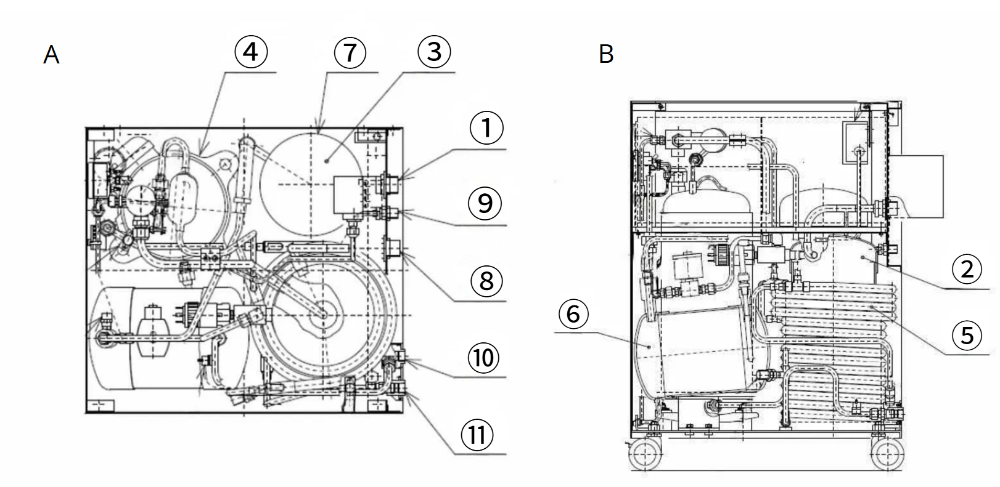 A
④ ⑦ ③
B
①
⑨
②
⑧
⑥
⑤
⑩
⑪